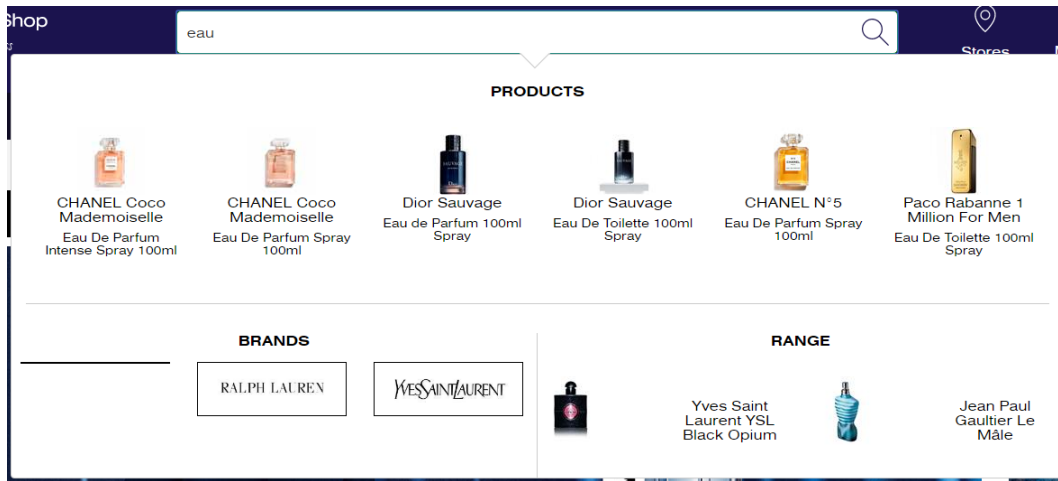 Shop
eau
Stores
PRODUCTS
CHANEL Coco
Mademoiselle
Eau De Parfum
Intense Spray 100ml
CHANEL Coco
Mademoiselle
Eau De Parfum Spray
100ml
Dior Sauvage
Eau de Parfum 100ml
Spray
Dior Sauvage
Eau De Toilette 100ml
Spray
CHANEL N°5
Eau De Parfum Spray
100ml
Paco Rabanne 1
Million For Men
Eau De Toilette 100ml
Spray
BRANDS
RALPH LAUREN
YVESSAINTLAURENT
RANGE
Yves Saint
Laurent YSL
Black Opium
Jean Paul
Gaultier Le
Mâle